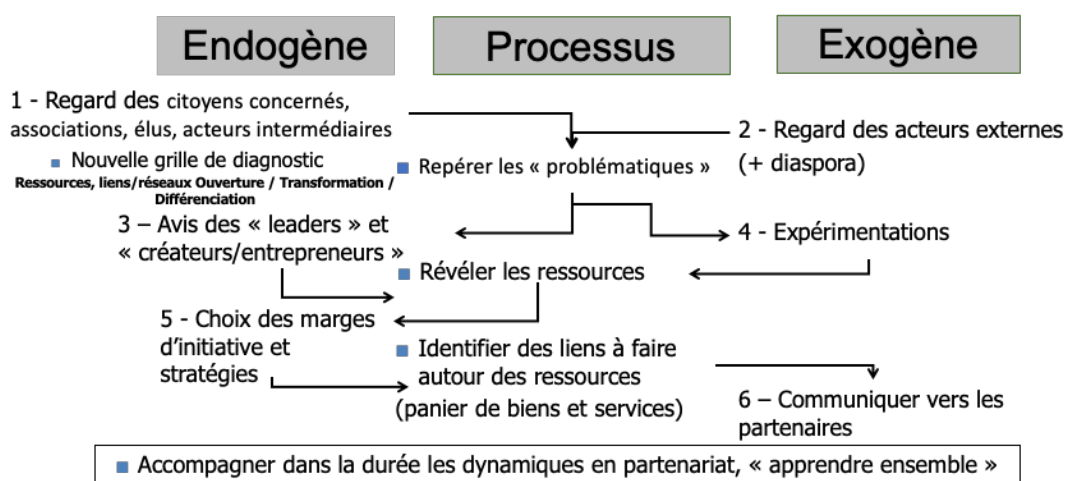 Endogène
Processus
Exogène
1 - Regard des citoyens concernés,
associations, élus, acteurs intermédiaires
2 - Regard des acteurs externes
(+ diaspora)
■ Nouvelle grille de diagnostic
Ressources, liens/réseaux Ouverture / Transformation /
Différenciation
■ Repérer les « problématiques »
3 – Avis des « leaders » et
« créateurs/entrepreneurs »
4 - Expérimentations
■ Révéler les ressources
5 - Choix des marges
d'initiative et
stratégies
■ Identifier des liens à faire
autour des ressources
(panier de biens et services)
6 – Communiquer vers les
partenaires
■ Accompagner dans la durée les dynamiques en partenariat, « apprendre ensemble »